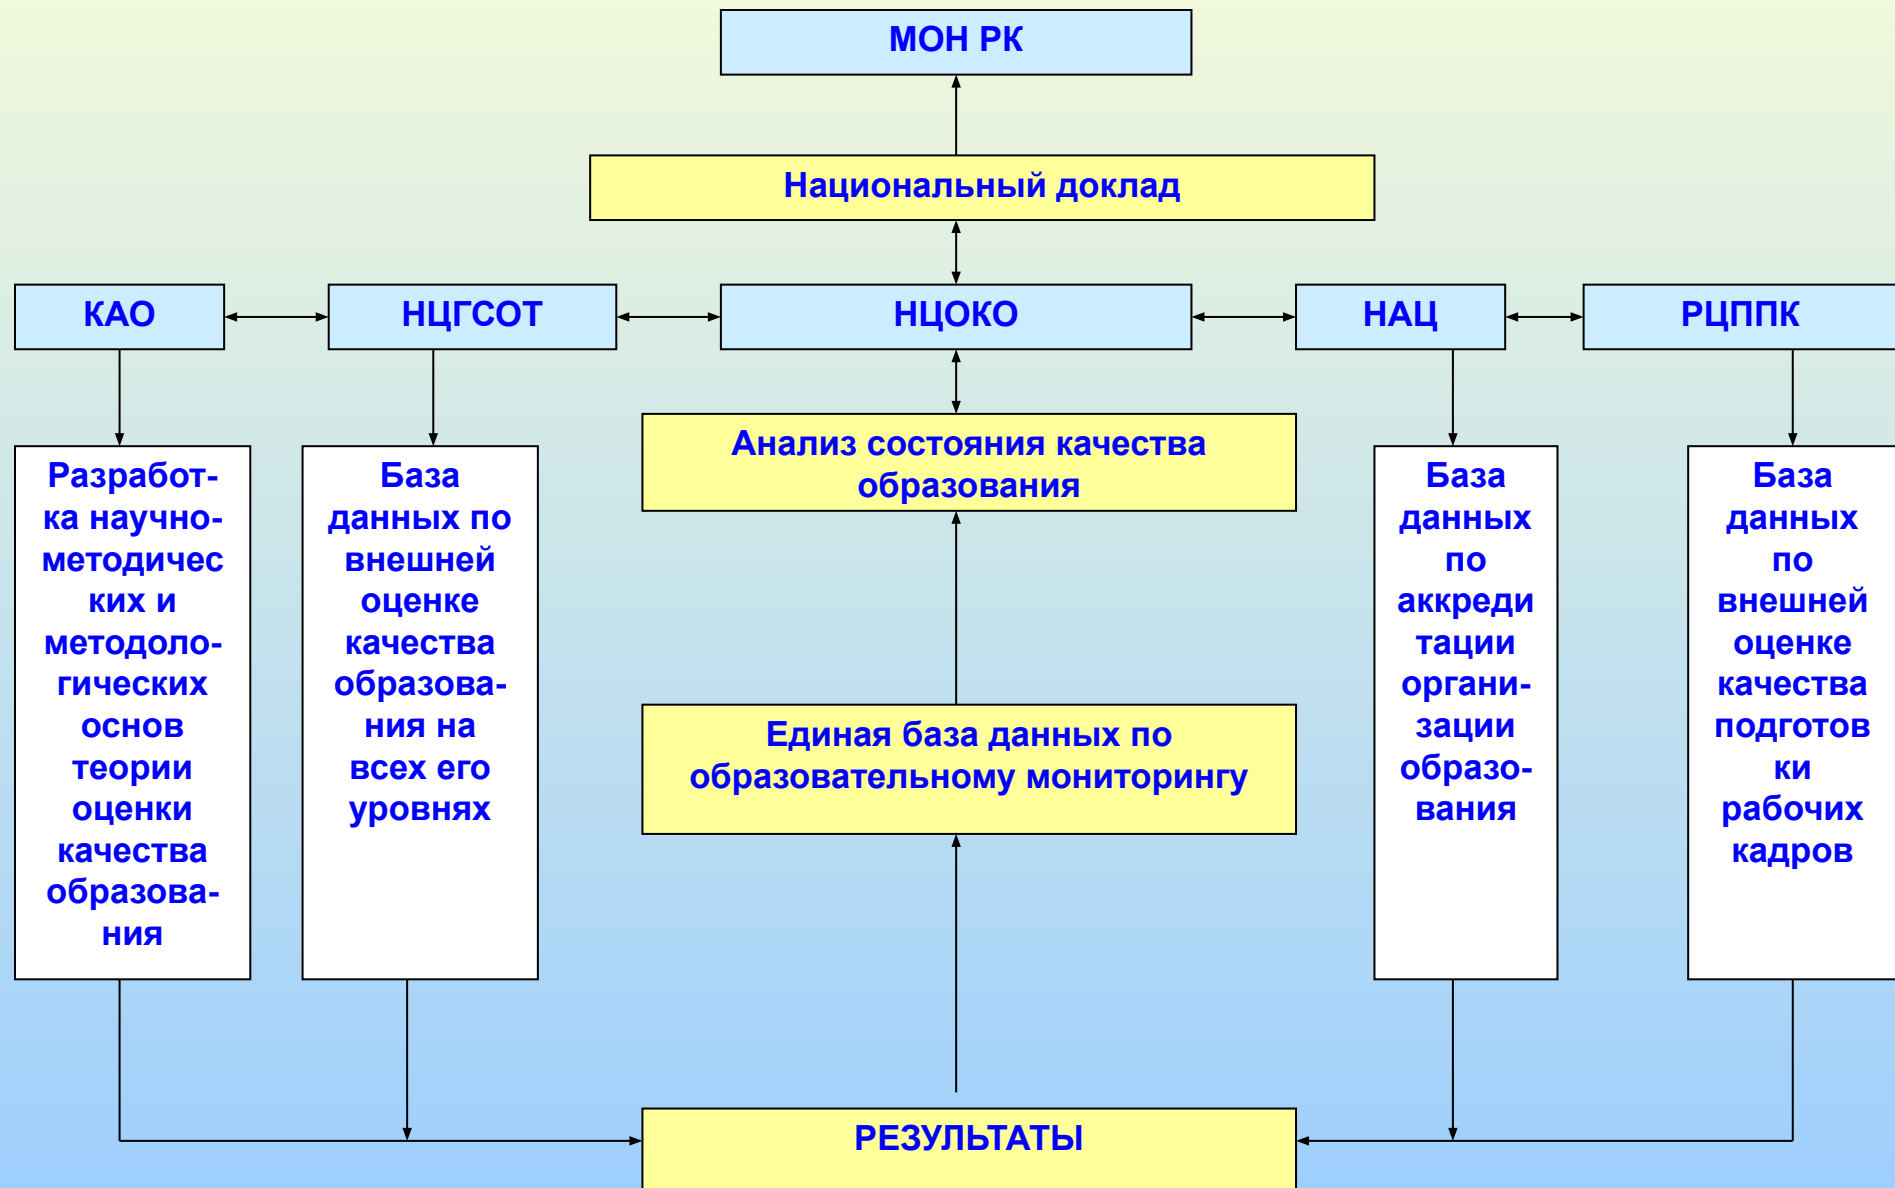 МОН РК
Национальный доклад
КАО
НЦГСОТ
НЦОКО
НАЦ
РЦППК
Разработ-
ка научно-
методичес
ких и
методоло-
гических
основ
теории
оценки
качества
образова-
ния
База
данных по
внешней
оценке
качества
образова-
ния на
всех его
уровнях
Анализ состояния качества
образования
Единая база данных по
образовательному мониторингу
База
данных
по
аккреди
тации
органи-
зации
образо-
вания
База
данных
по
внешней
оценке
качества
подготов
ки
рабочих
кадров
РЕЗУЛЬТАТЫ